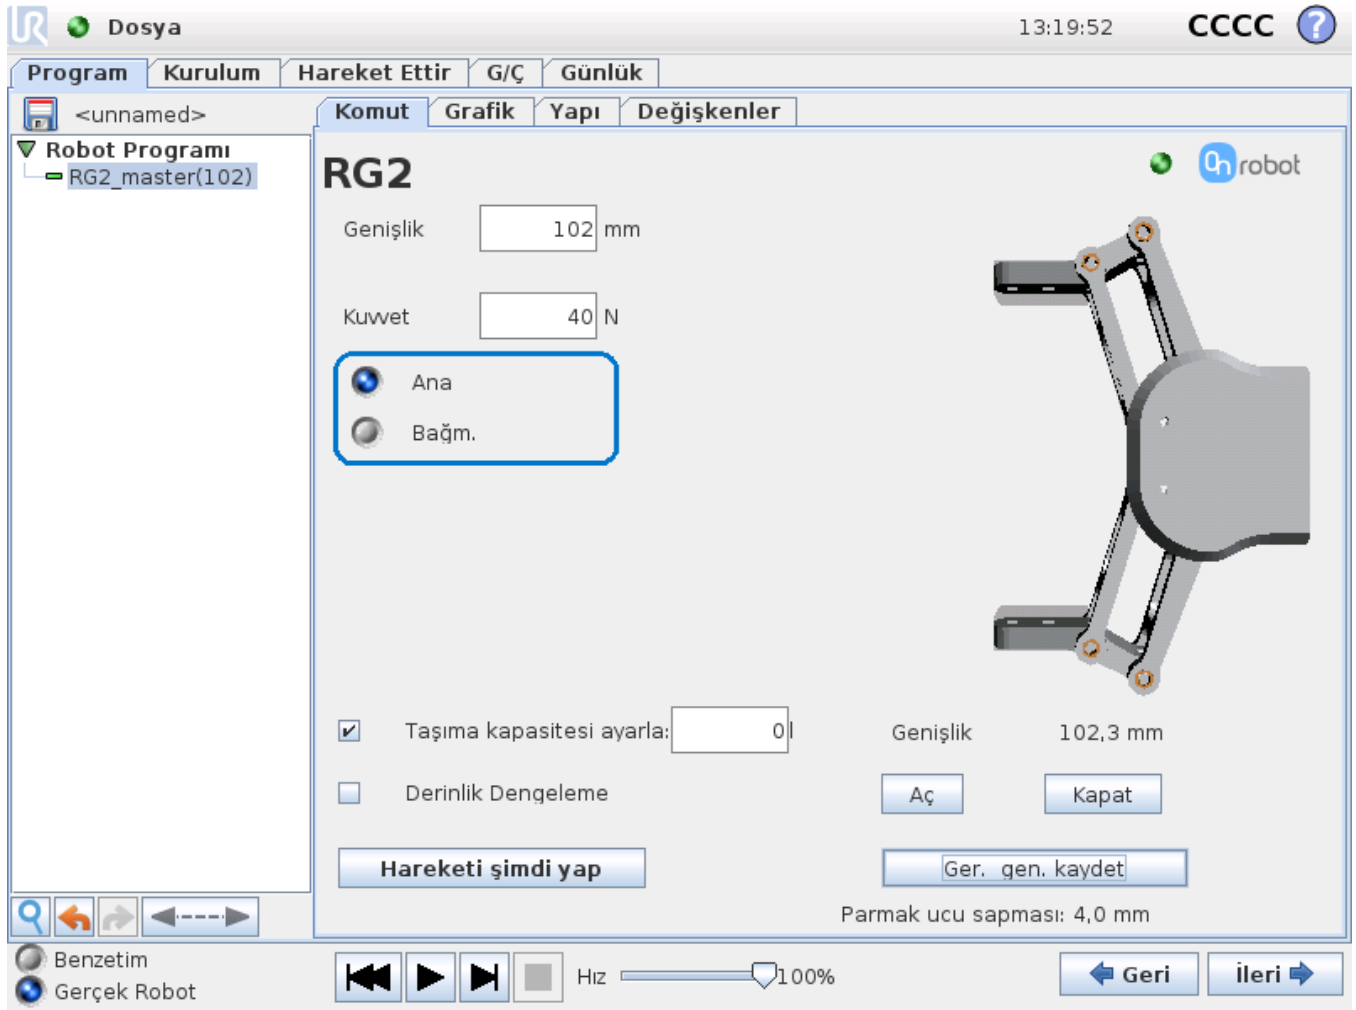 UR Dosya 13:19:52 CCCC ?
Program Kurulum Hareket Ettir G/Ç Günlük
<unnamed> Komut Grafik Yapı Değişkenler
Robot Programı
RG2_master(102)
RG2
On robot
Genişlik 102 mm
Kuvvet 40 N
Ana
Bağm.
Taşıma kapasitesi ayarla: 0 Genişlik 102,3 mm
Derinlik Dengeleme Aç Kapat
Hareketi şimdi yap Ger. gen. kaydet
Parmak ucu sapması: 4,0 mm
Benzetim
Gerçek Robot
Hız 100% Geri İleri